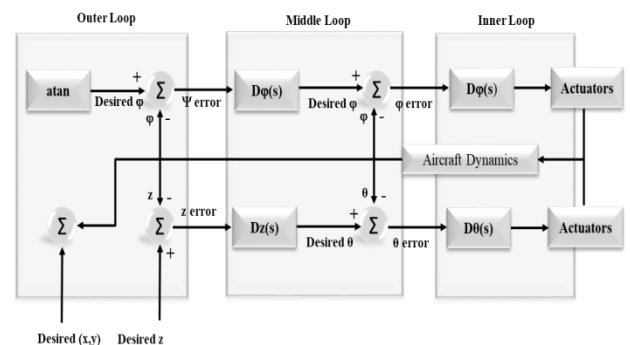 Outer Loop
Middle Loop
Inner Loop
atan
+
Desired φ
φ
-
Σ
Ψ error
Dφ(s)
+
Desired φ
φ
-
Σ
φ error
Dφ(s)
Actuators
Aircraft Dynamics
Σ
z
-
Σ
+
z error
Dz(s)
+
Desired θ
θ
-
Σ
θ error
Dθ(s)
Actuators
Desired (x,y)
Desired z